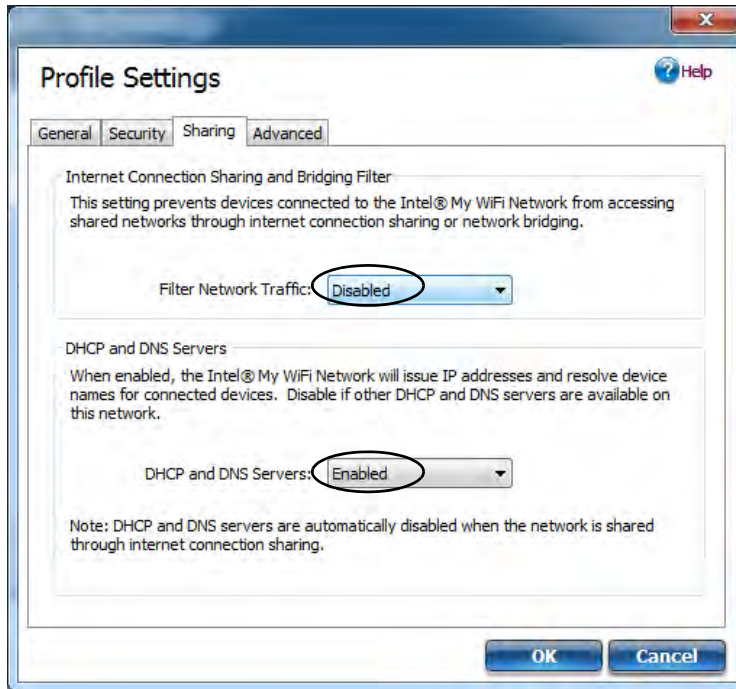 Profile Settings
Help
General Security Sharing Advanced
Internet Connection Sharing and Bridging Filter
This setting prevents devices connected to the Intel® My WiFi Network from accessing
shared networks through internet connection sharing or network bridging.
Filter Network Traffic: Disabled
DHCP and DNS Servers
When enabled, the Intel® My WiFi Network will issue IP addresses and resolve device
names for connected devices. Disable if other DHCP and DNS servers are available on
this network.
DHCP and DNS Servers: Enabled
Note: DHCP and DNS servers are automatically disabled when the network is shared
through internet connection sharing.
OK Cancel